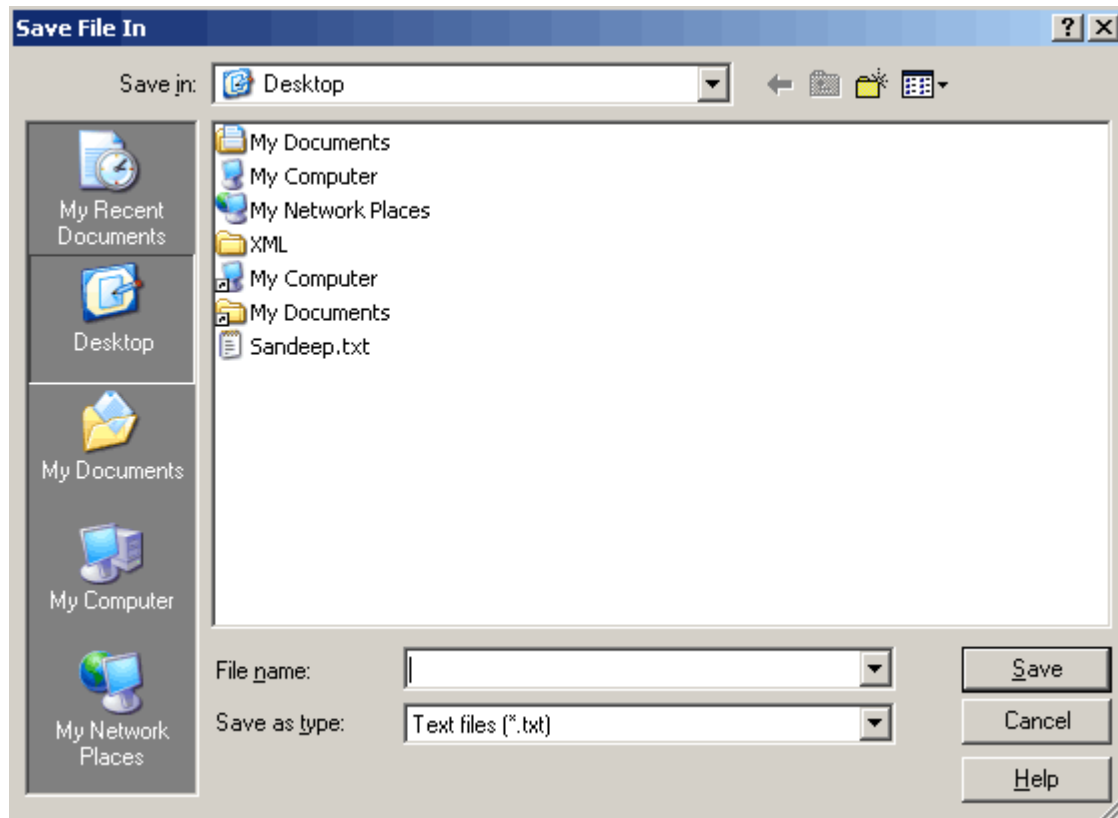 Save File In
Save in: Desktop
My Recent
Documents
Desktop
My Documents
My Computer
My Network
Places
My Documents
My Computer
My Network Places
XML
My Computer
My Documents
Sandeep.txt
File name:
Save
Save as type: Text files (*.txt)
Cancel
Help